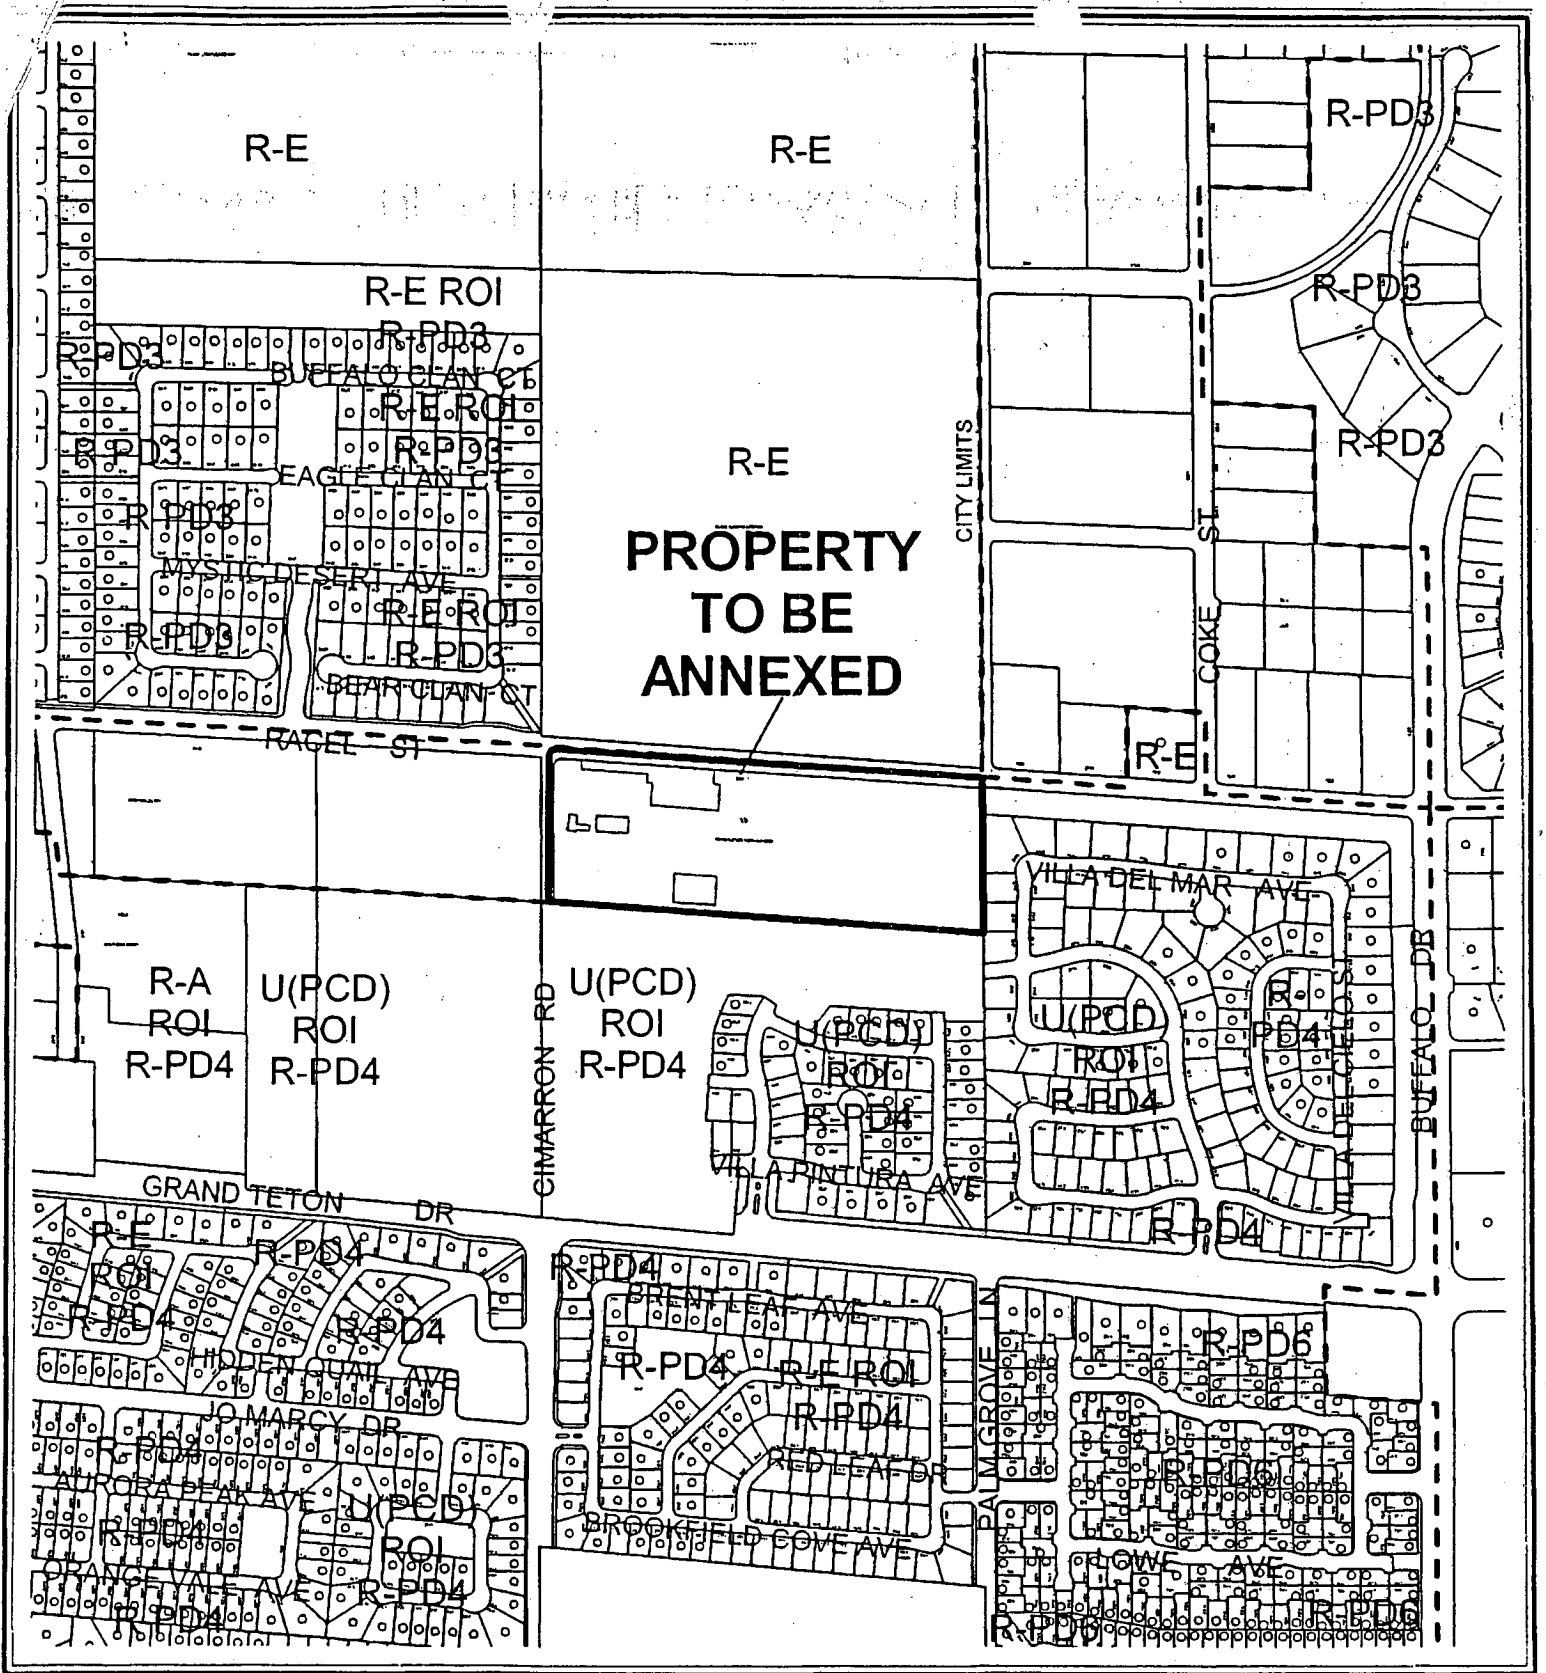 R-PD3
R-E
R-E
R-E ROI
R-PD3
R-PD3
R-PD3
BUFFALO CLAN CT
R-E ROI
R-PD3
R-PD3
R-PD3
EAGLE CLAN CT
R-E
CITY LIMITS
R-PD3
PROPERTY
TO BE
ANNEXED
COKE ST
MYSTIC DESERT AVE
R-E ROI
R-PD3
R-PD3
BEAR CLAN CT
RACEL ST
R-E
VILLA DEL MAR AVE
R-A
ROI
R-PD4
U(PCD)
ROI
R-PD4
CIMARRON RD
U(PCD)
ROI
R-PD4
U(PCD)
ROI
R-PD4
U(PCD)
ROI
R-PD4
R-
PD4
VILLA DEL CIELO ST
BUFFALO DR
VILLA PINTURA AVE
GRAND TETON DR
R-PD4
R-E
ROI
R-PD4
R-PD4
R-PD4
R-PD4
BRENT LEAF AVE
PALM GROVE LN
R-PD6
HIDDEN QUAIL AVE
R-PD4
R-E ROI
R-PD4
JO MARCY DR
R-PD4
RED LEAF DR
R-PD6
AURORA PEAK AVE
U(PCD)
ROI
R-PD4
R-PD4
BROOKFIELD COVE AVE
LOWE AVE
ORANGE VALE AVE
R-PD4
R-PD6
R-PD6